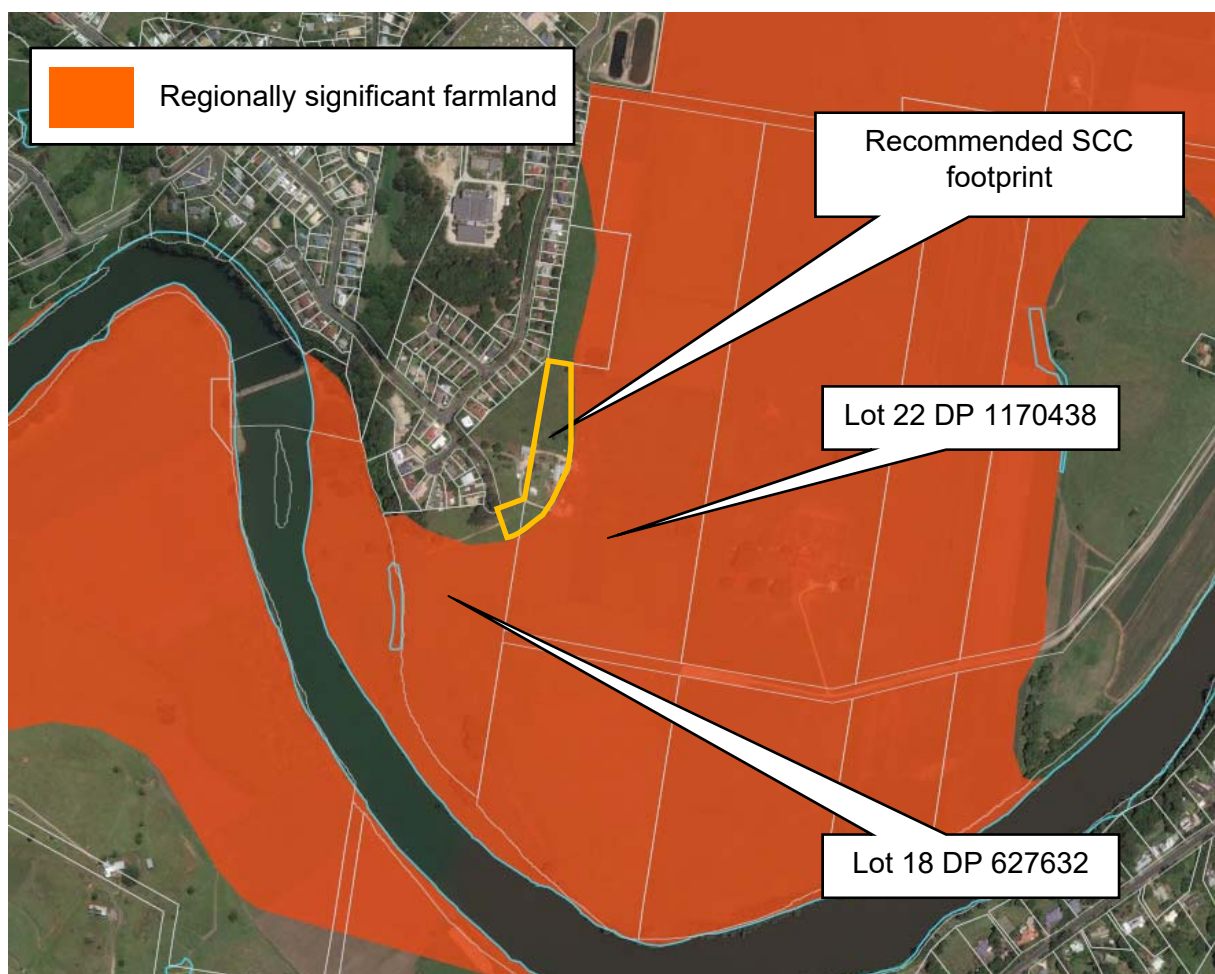 Regionally significant farmland
Recommended SCC
footprint
Lot 22 DP 1170438
Lot 18 DP 627632